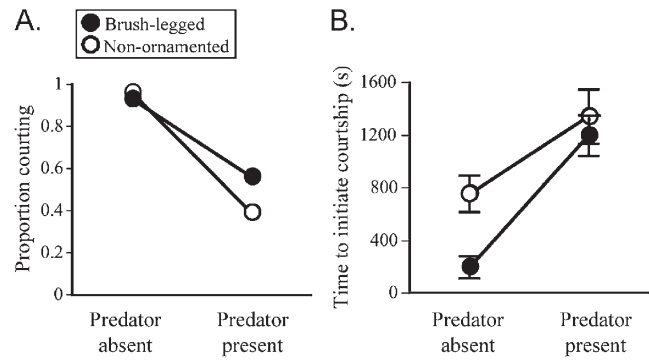 A.
Brush-legged
Non-ornamented
Proportion courting
1
0.8
0.6
0.4
0.2
0
Predator absent
Predator present
B.
Time to initiate courtship (s)
1600
1200
800
400
0
Predator absent
Predator present